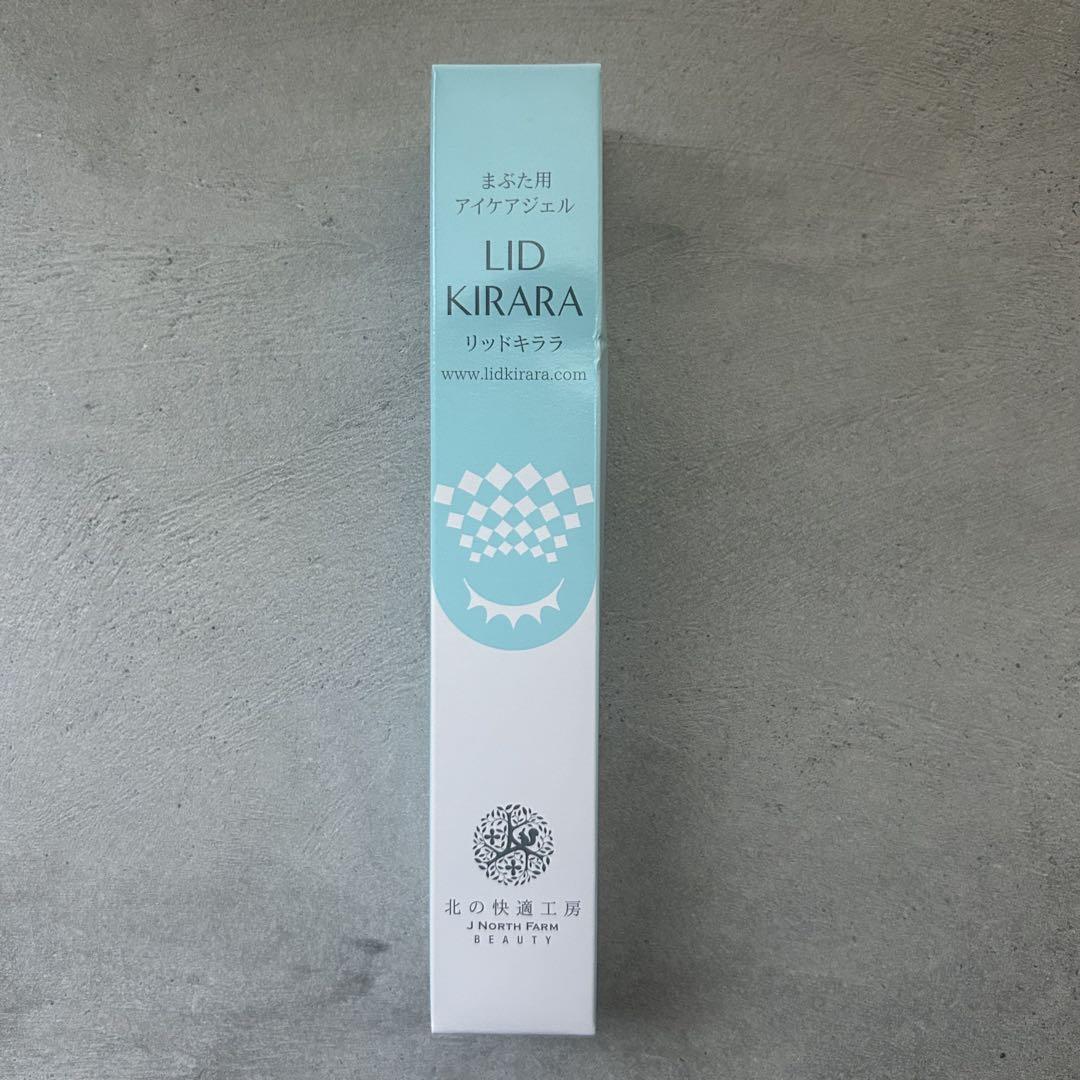 まぶた用
アイケアジェル
LID
KIRARA
リッドキララ
www.lidkirara.com
北の快適工房
J NORTH FARM
BEAUTY